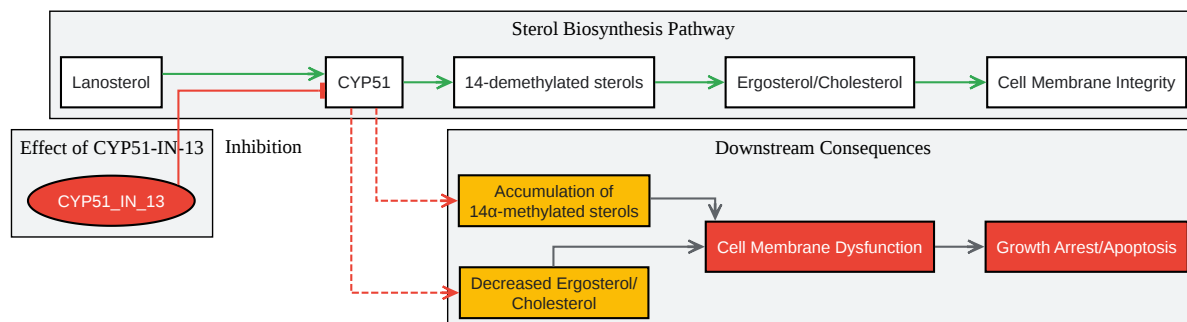 Sterol Biosynthesis Pathway
Lanosterol
CYP51
14-demethylated sterols
Ergosterol/Cholesterol
Cell Membrane Integrity
Effect of CYP51-IN-13
Inhibition
CYP51_IN_13
Downstream Consequences
Accumulation of
14α-methylated sterols
Cell Membrane Dysfunction
Growth Arrest/Apoptosis
Decreased Ergosterol/
Cholesterol